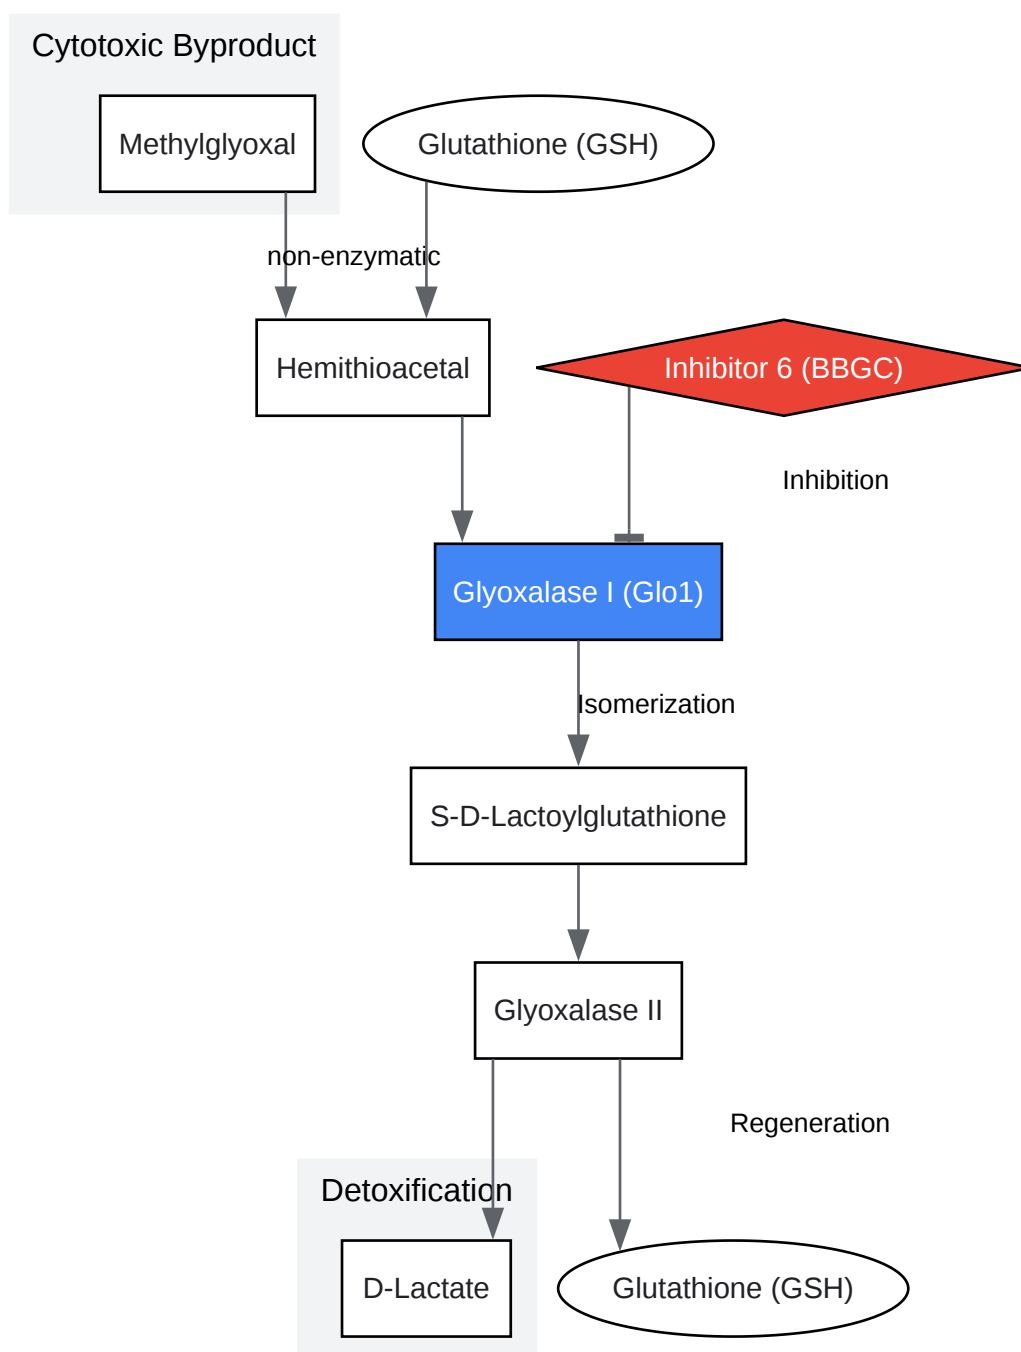 Cytotoxic Byproduct
Methylglyoxal
Glutathione (GSH)
non-enzymatic
Hemithioacetal
Inhibitor 6 (BBGC)
Inhibition
Glyoxalase I (Glo1)
Isomerization
S-D-Lactoylglutathione
Glyoxalase II
Regeneration
Detoxification
D-Lactate
Glutathione (GSH)